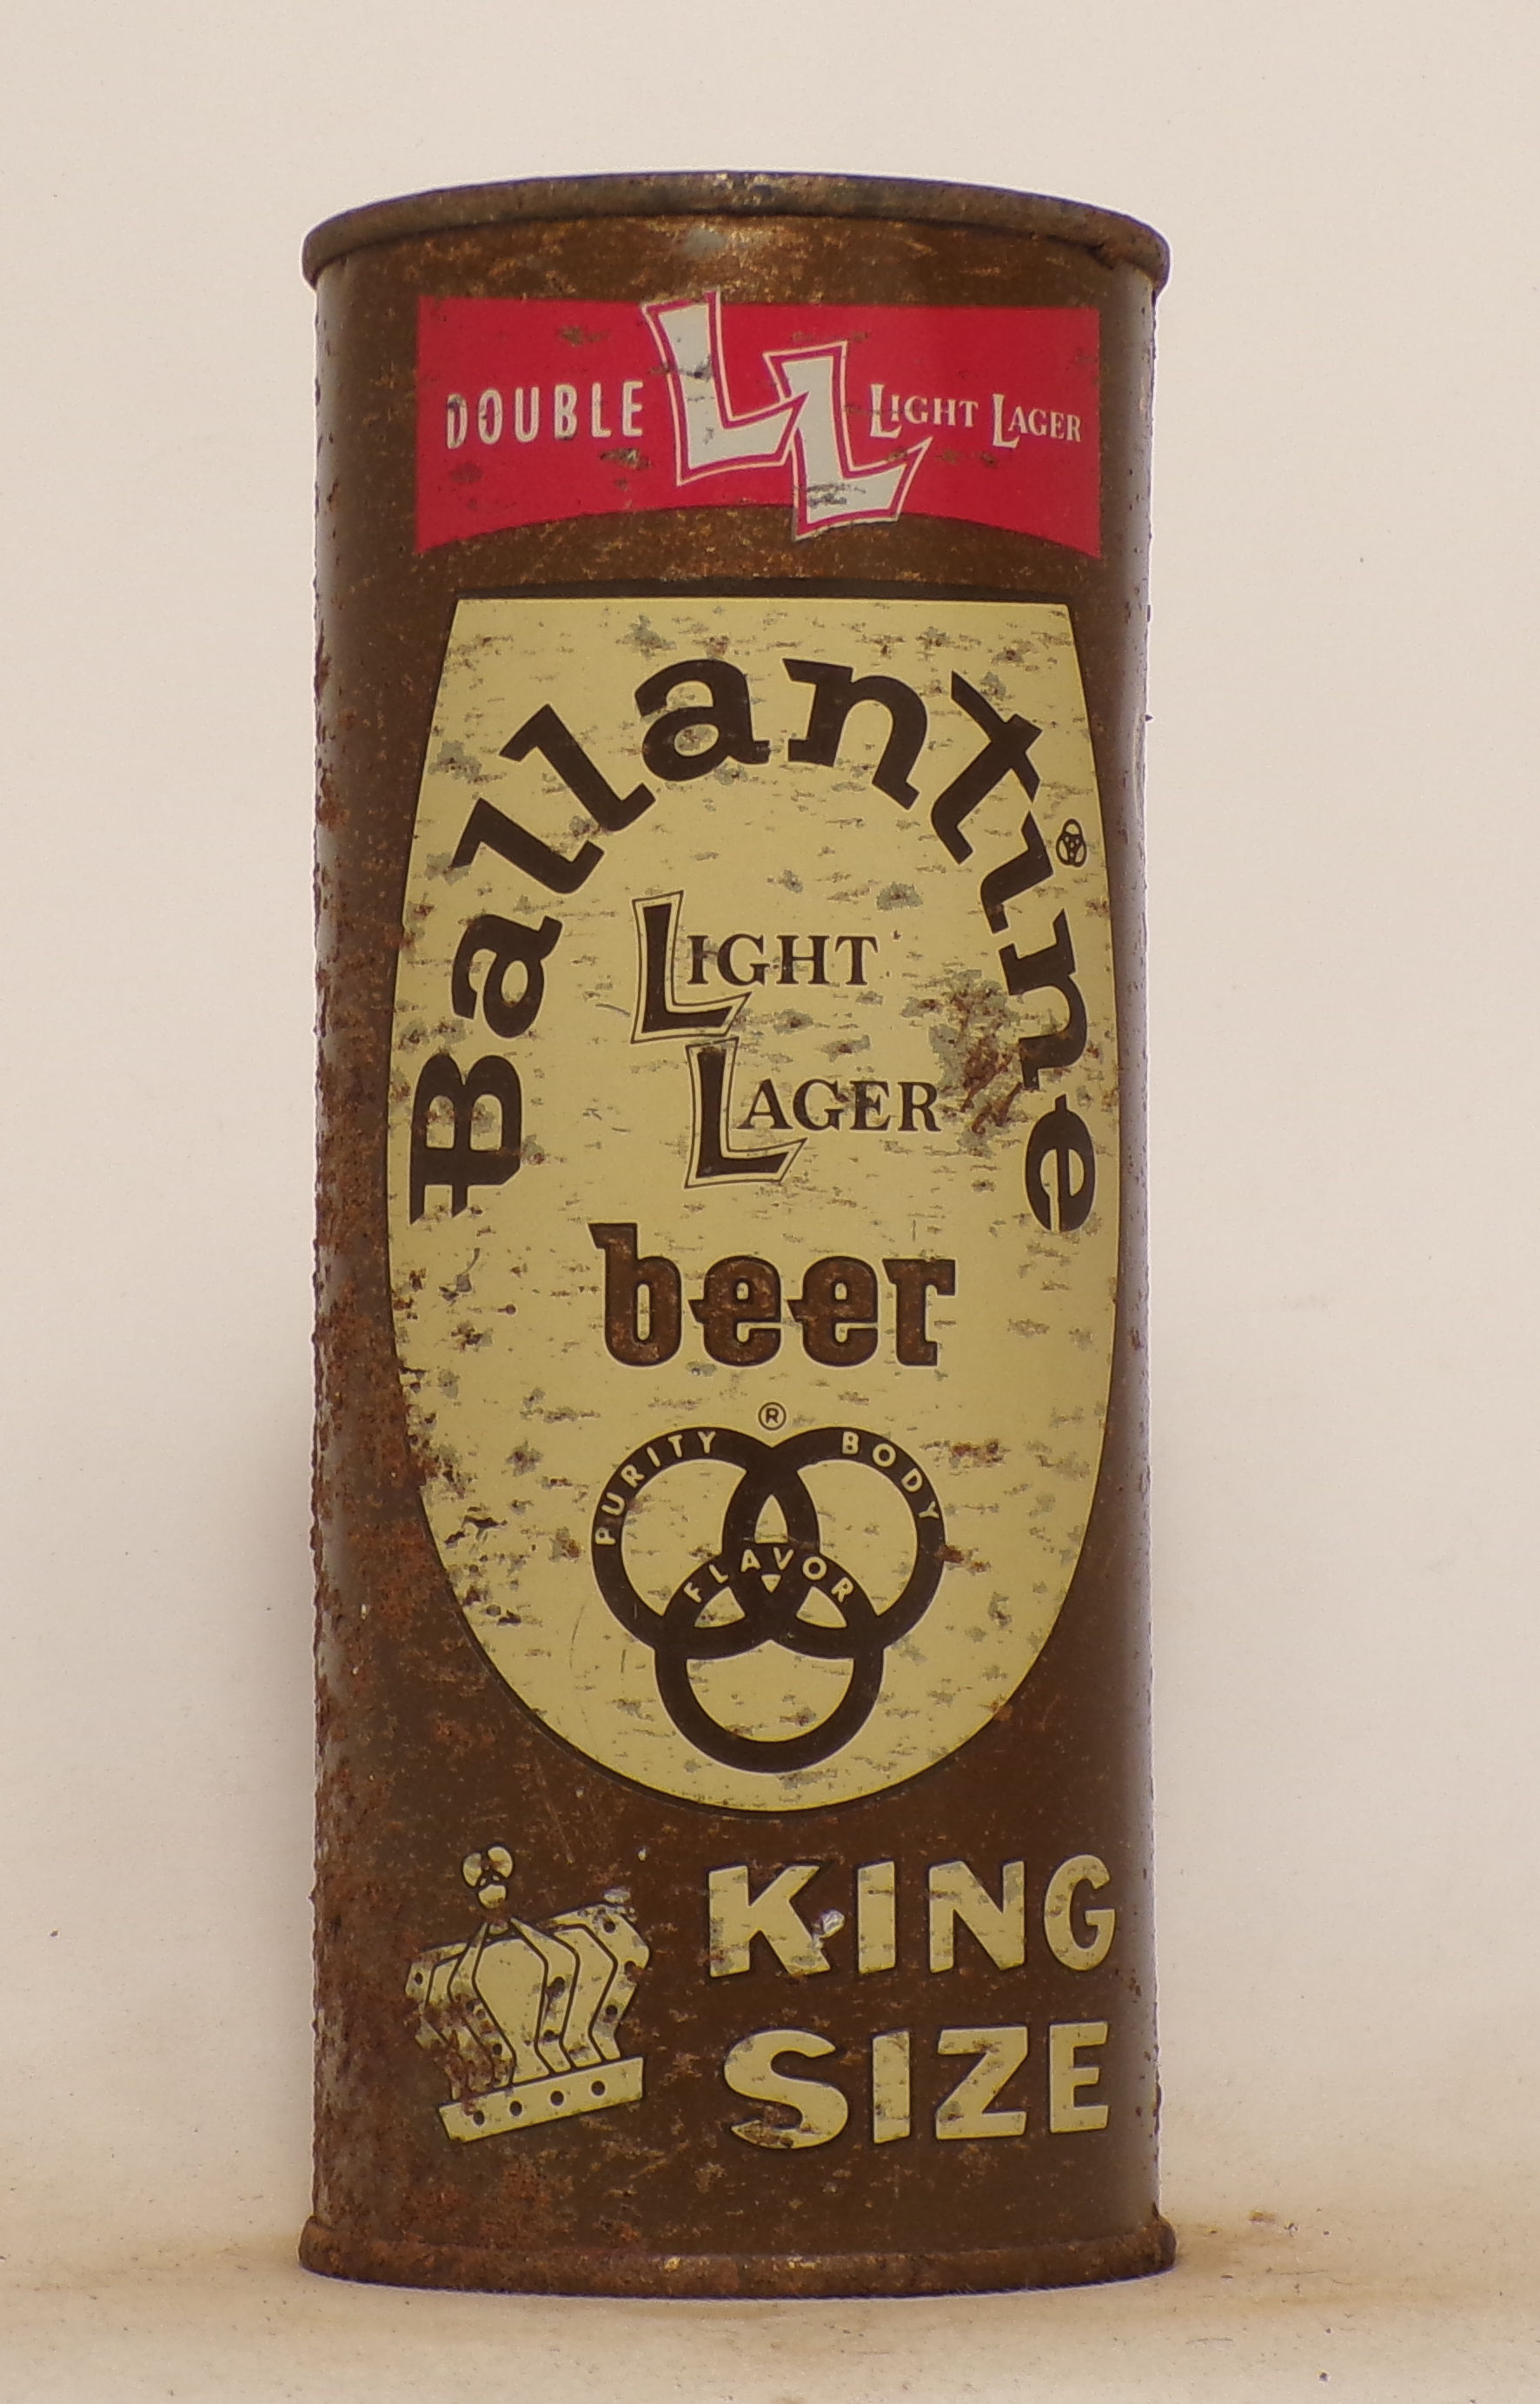 DOUBLE LL LIGHT LAGER
Ballantine
LIGHT
LAGER
beer
®
PURITY BODY
FLAVOR
KING
SIZE